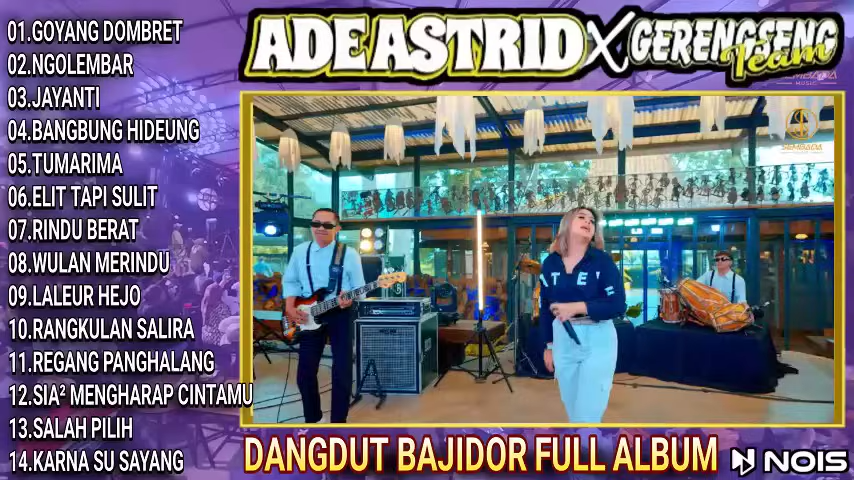 01.GOYANG DOMBRET
02.NGOLEMBAR
03.JAYANTI
04.BANGBUNG HIDEUNG
05.TUMARIMA
06.ELIT TAPI SULIT
07.RINDU BERAT
08.WULAN MERINDU
09.LALEUR HEJO
10.RANGKULAN SALIRA
11.REGANG PANGHALANG
12.SIA² MENGHARAP CINTAMU
13.SALAH PILIH
14.KARNA SU SAYANG
ADE ASTRID X GERENGSENG
Team
SEMBADA
MUSIC
SEMBADA
DANGDUT BAJIDOR FULL ALBUM
NOIS